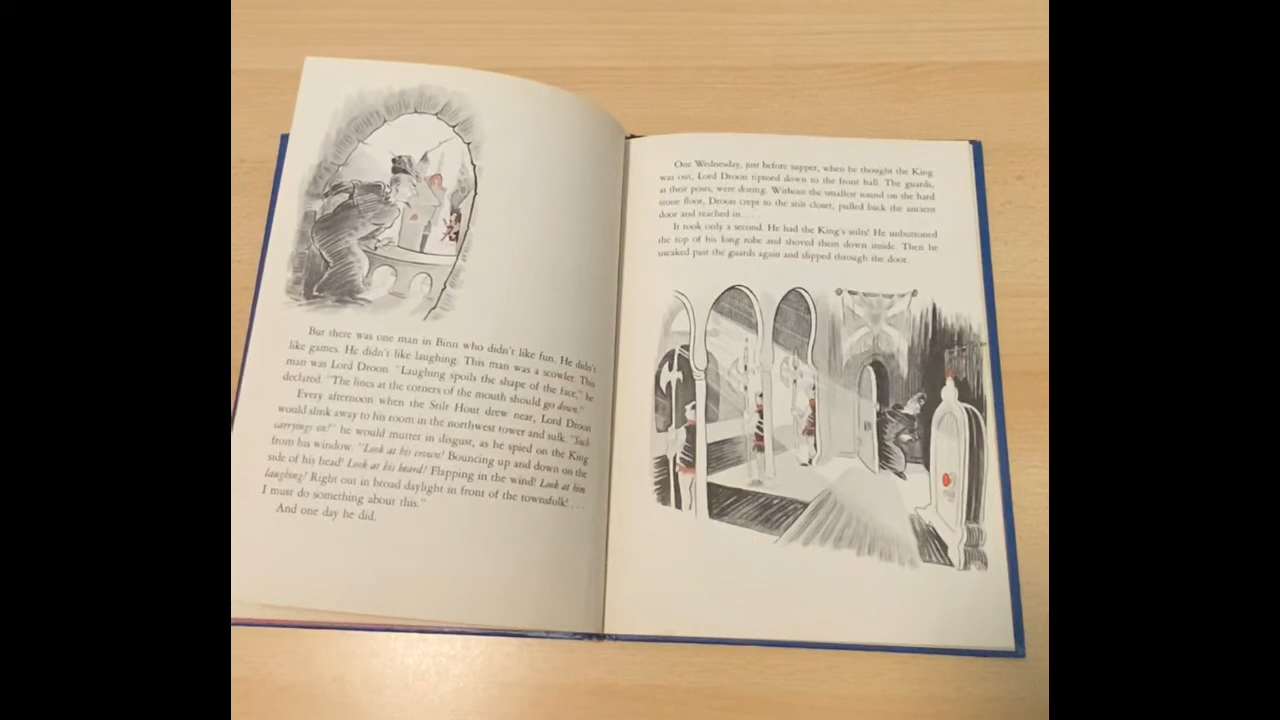 But there was one man in Binn who didn't like fun. He didn't
like games. He didn't like laughing. This man was a scowler. This
man was Lord Droon. "Laughing spoils the shape of the face," he
declared. "The lines at the corners of the mouth should go down."
Every afternoon when the Stilt Hour drew near, Lord Droon
would slink away to his room in the northwest tower and sulk. "Such
carryings on!" he would mutter in disgust, as he spied on the King
from his window. "Look at his crown! Bouncing up and down on the
side of his head! Look at his beard! Flapping in the wind! Look at him
laughing! Right out in broad daylight in front of the townsfolk! . . .
I must do something about this."
And one day he did.
One Wednesday, just before supper, when he thought the King
was out, Lord Droon tiptoed down to the front hall. The guards,
at their posts, were dozing. Without the smallest sound on the hard
stone floor, Droon crept to the stilt closet, pulled back the ancient
door and reached in. . . .
It took only a second. He had the King's stilts! He unbuttoned
the top of his long robe and shoved them down inside. Then he
sneaked past the guards again and slipped through the door.